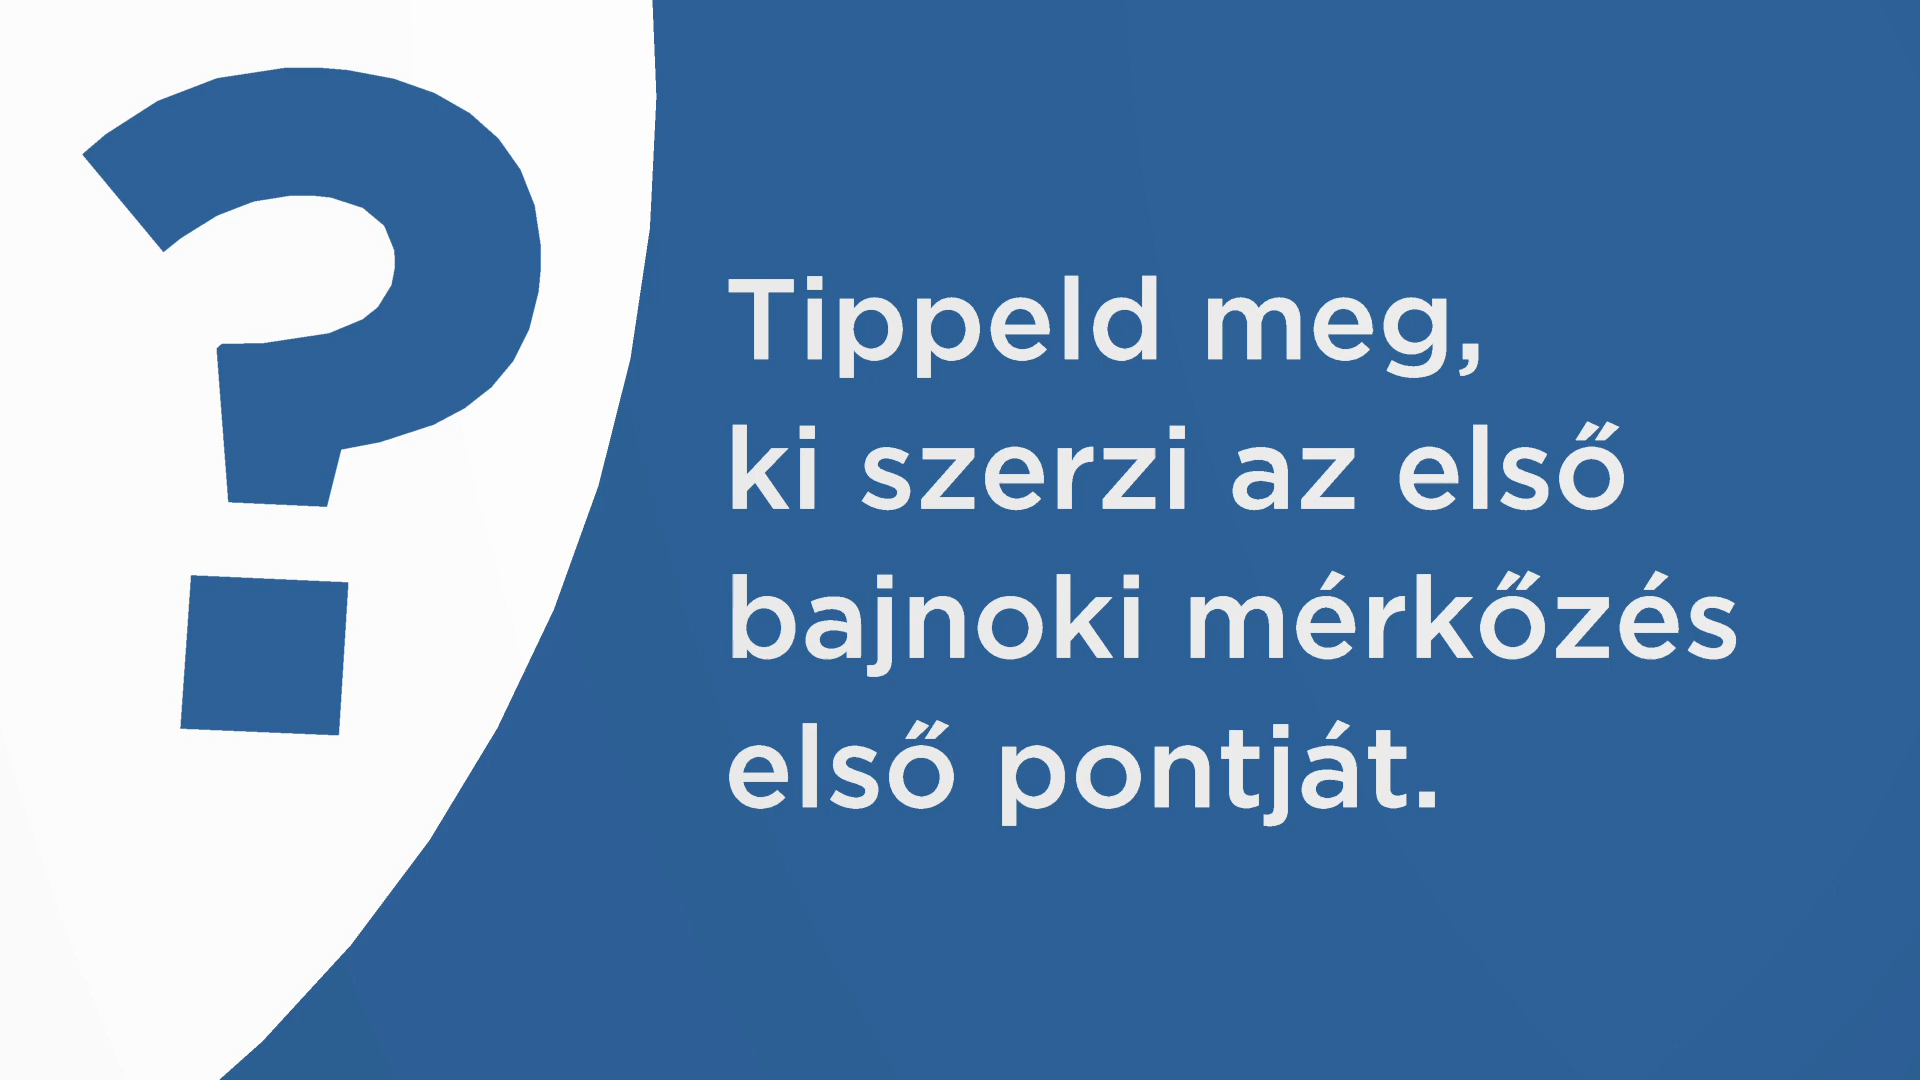 Tippeld meg,
ki szerzi az első
bajnoki mérkőzés
első pontját.